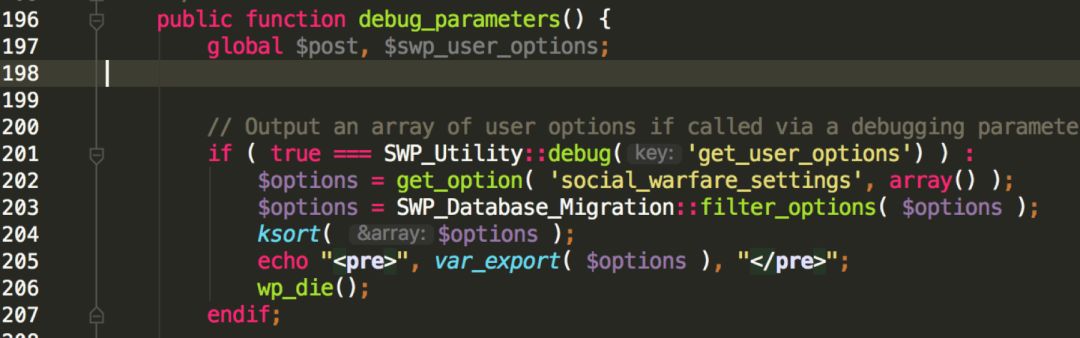 196 public function debug_parameters() {
197 global $post, $swp_user_options;
198
199
200 // Output an array of user options if called via a debugging paramete
201 if ( true === SWP_Utility::debug( key: 'get_user_options') ) :
202 $options = get_option( 'social_warfare_settings', array() );
203 $options = SWP_Database_Migration::filter_options( $options );
204 ksort( &array: $options );
205 echo "<pre>", var_export( $options ), "</pre>";
206 wp_die();
207 endif;